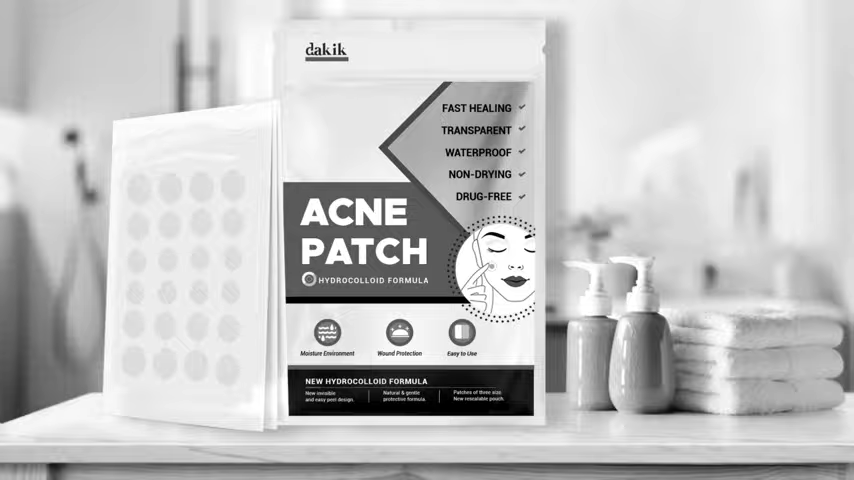 dakik
FAST HEALING
TRANSPARENT
WATERPROOF
NON-DRYING
DRUG-FREE
ACNE
PATCH
HYDROCOLLOID FORMULA
Moisture Environment
Wound Protection
Easy to Use
NEW HYDROCOLLOID FORMULA
New invisible
and easy peel design.
Natural & gentle
protective formula.
Patches of three size.
New resealable pouch.